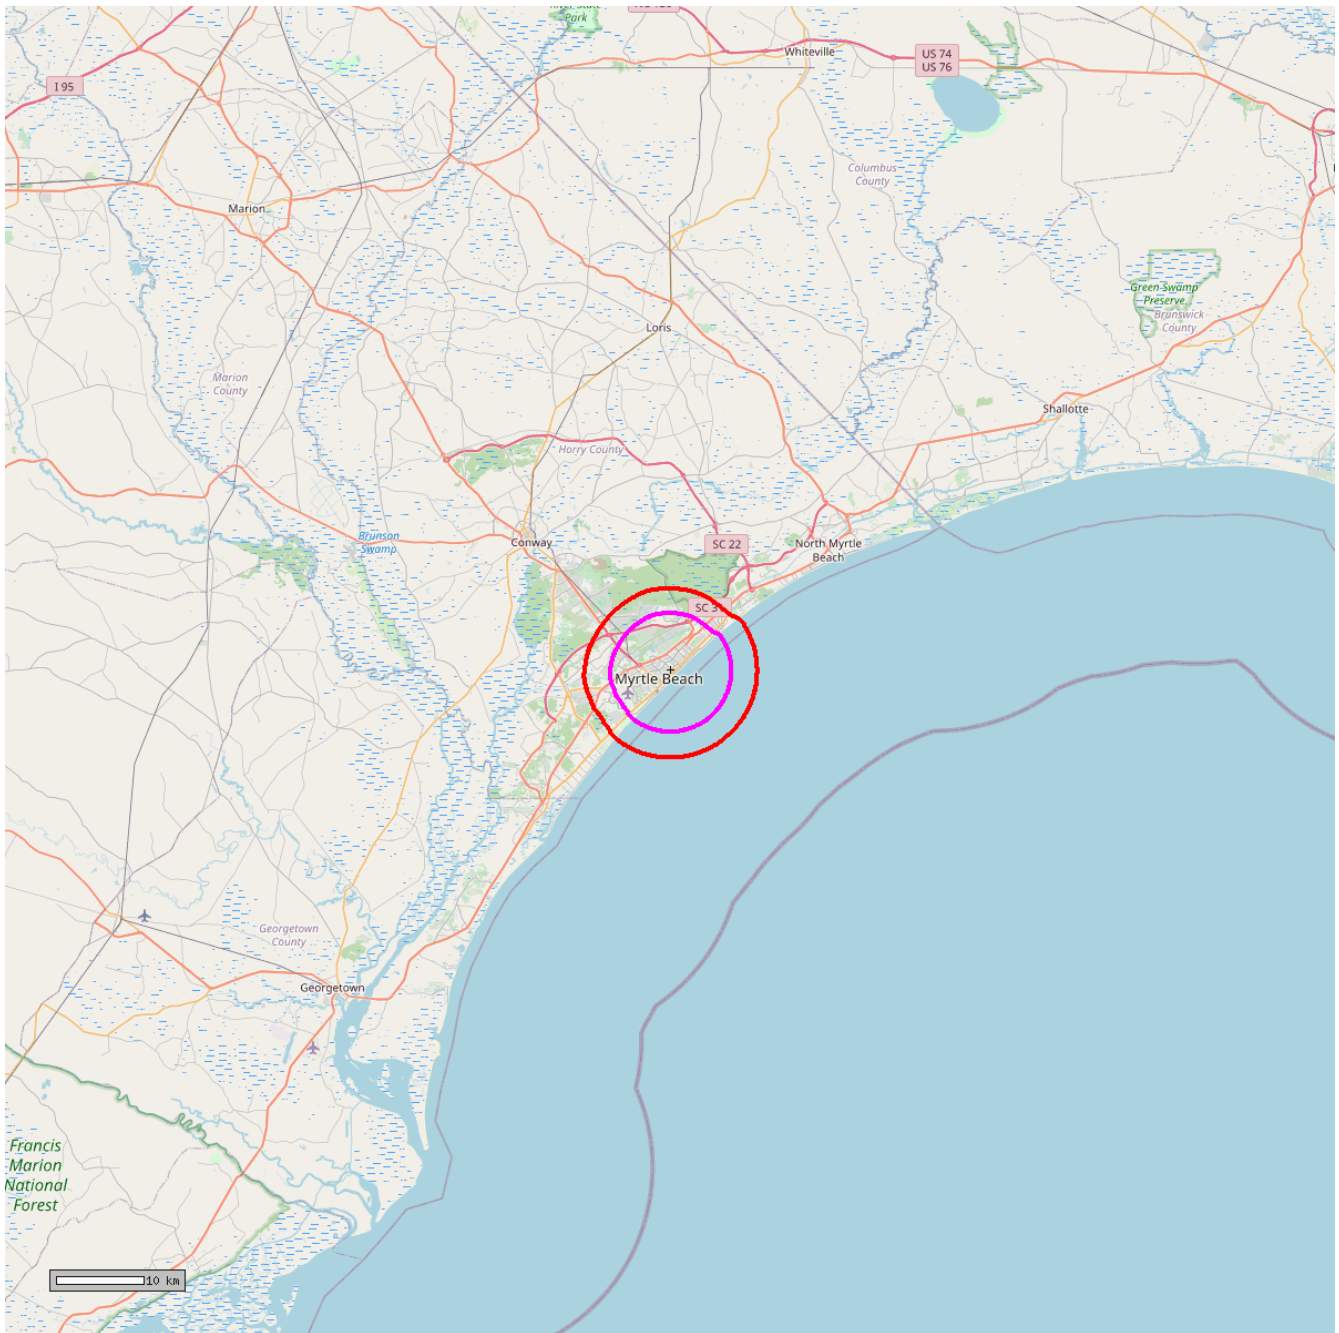 Park
Whiteville
US 74
US 76
I 95
Columbus
County
Marion
Green Swamp
Preserve
Brunswick
County
Loris
Marion
County
Shallotte
Horry County
Brunson
Swamp
Conway
SC 22
North Myrtle
Beach
SC 31
Myrtle Beach
Georgetown
County
Georgetown
Francis
Marion
National
Forest
10 km